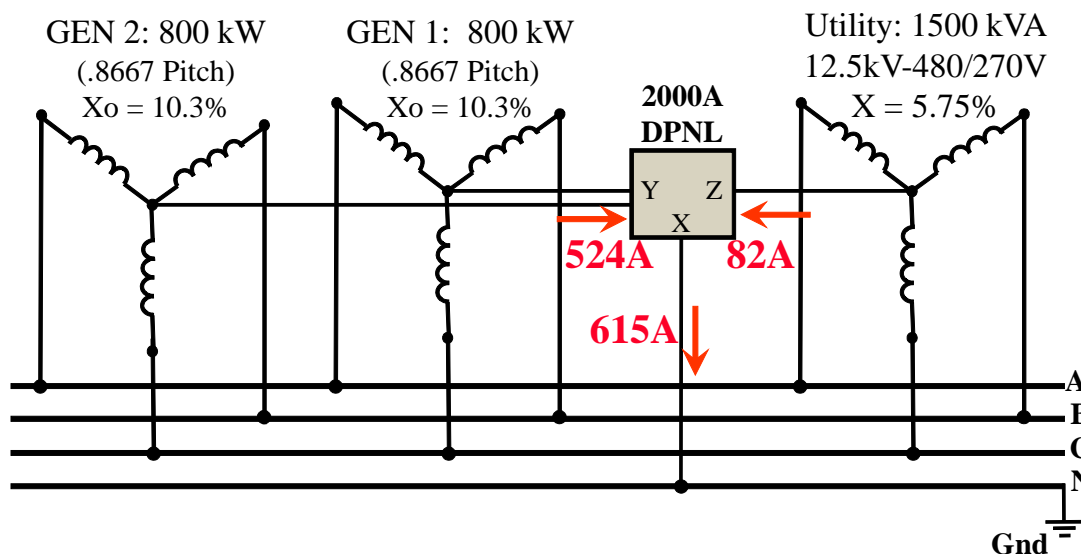 GEN 2: 800 kW
(.8667 Pitch)
Xo = 10.3%
GEN 1:  800 kW
(.8667 Pitch)
Xo = 10.3%
Utility: 1500 kVA
12.5kV-480/270V
X = 5.75%
2000A
DPNL
Y
Z
X
524A
82A
615A
A
B
C
N
Gnd